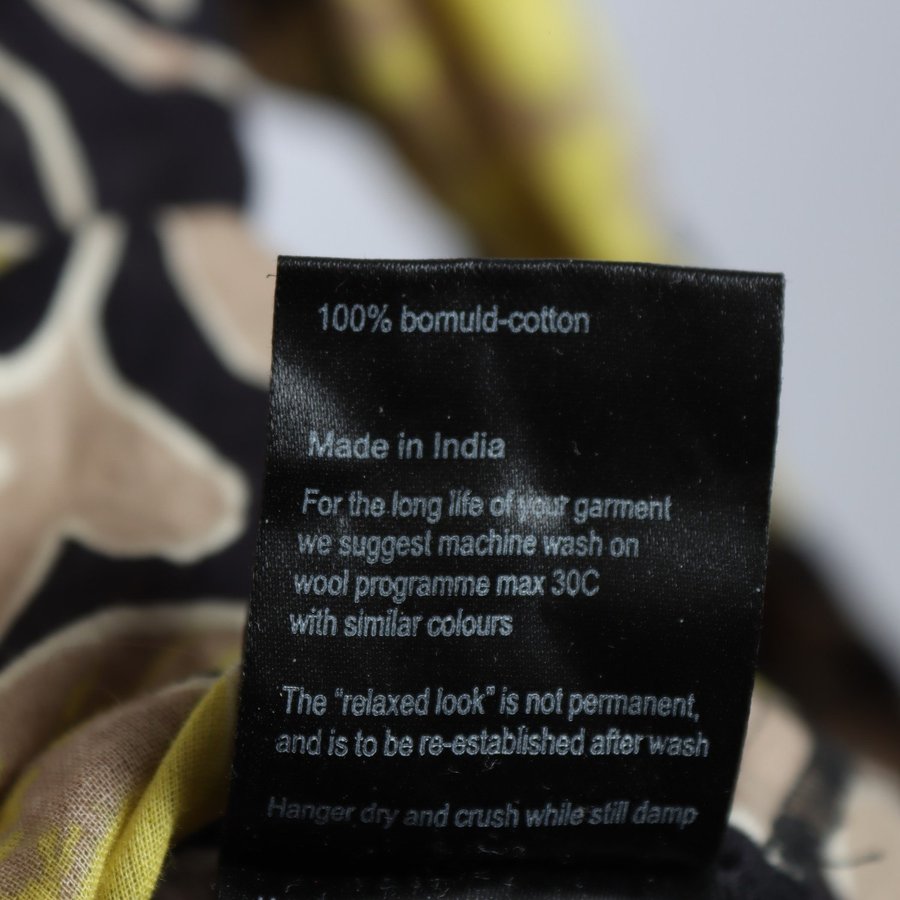 100% bomuld-cotton
Made in India
For the long life of your garment
we suggest machine wash on
wool programme max 30C
with similar colours
The “relaxed look” is not permanent,
and is to be re-established after wash
Hanger dry and crush while still damp